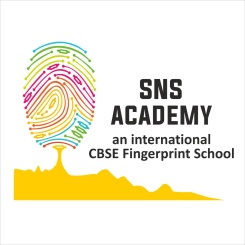 SNS
ACADEMY
an international
CBSE Fingerprint School